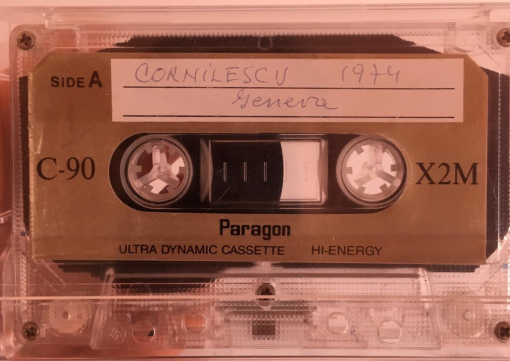 SIDE A
CORNILESCU 1974
Geneva
C-90 X2M
Paragon
ULTRA DYNAMIC CASSETTE HI-ENERGY